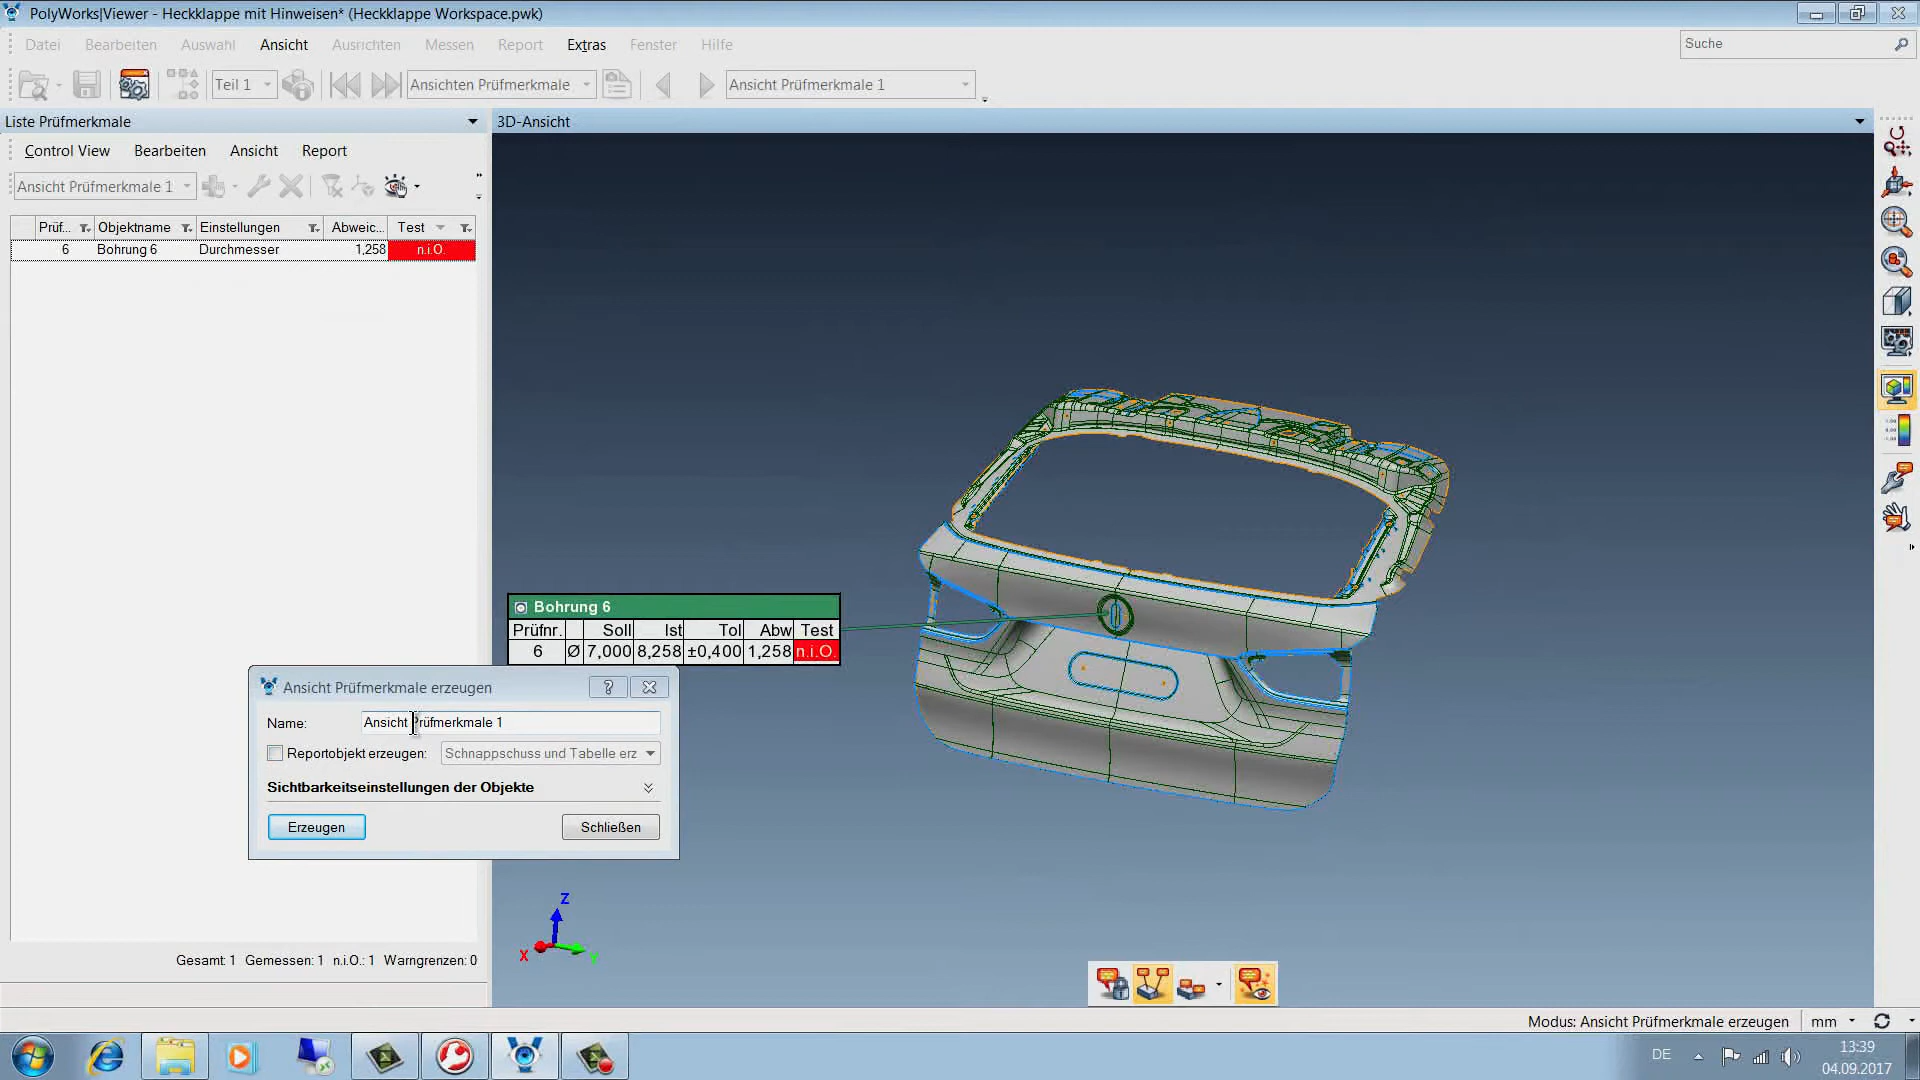 PolyWorks|Viewer - Heckklappe mit Hinweisen* (Heckklappe Workspace.pwk)
Datei Bearbeiten Auswahl Ansicht Ausrichten Messen Report Extras Fenster Hilfe
Suche
Teil 1
Ansichten Prüfmerkmale
Ansicht Prüfmerkmale 1
Liste Prüfmerkmale
3D-Ansicht
Control View Bearbeiten Ansicht Report
Ansicht Prüfmerkmale 1
Prüf... Objektname Einstellungen Abweic... Test
6 Bohrung 6 Durchmesser 1,258 n.i.O.
Bohrung 6
Prüfnr. Soll Ist Tol Abw Test
6 Ø 7,000 8,258 ±0,400 1,258 n.i.O.
Ansicht Prüfmerkmale erzeugen
?
Name: Ansicht Prüfmerkmale 1
Reportobjekt erzeugen: Schnappschuss und Tabelle erz
Sichtbarkeitseinstellungen der Objekte
Erzeugen Schließen
Z
X Y
Gesamt: 1 Gemessen: 1 n.i.O.: 1 Warngrenzen: 0
Modus: Ansicht Prüfmerkmale erzeugen mm
DE
13:39
04.09.2017